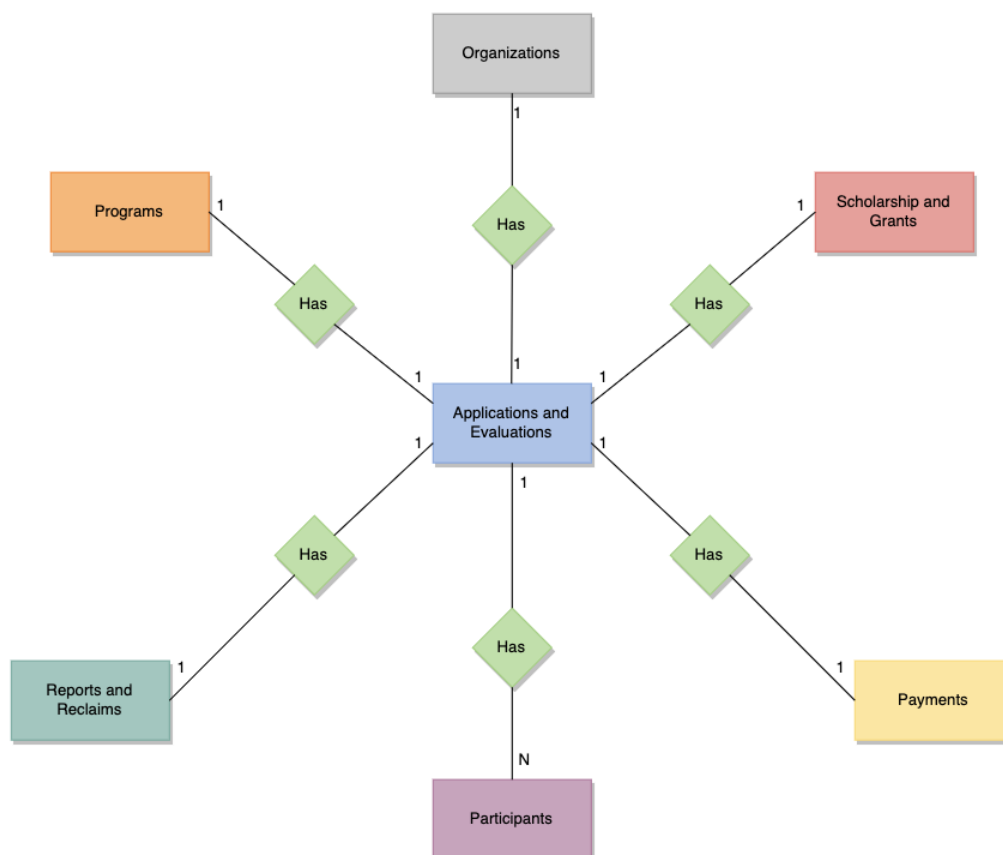 Organizations
1
Programs
1
1
Scholarship and
Grants
Has
Has
Has
1
1
1
Applications and
Evaluations
1
1
1
Has
Has
Has
1
1
Reports and
Reclaims
Payments
N
Participants